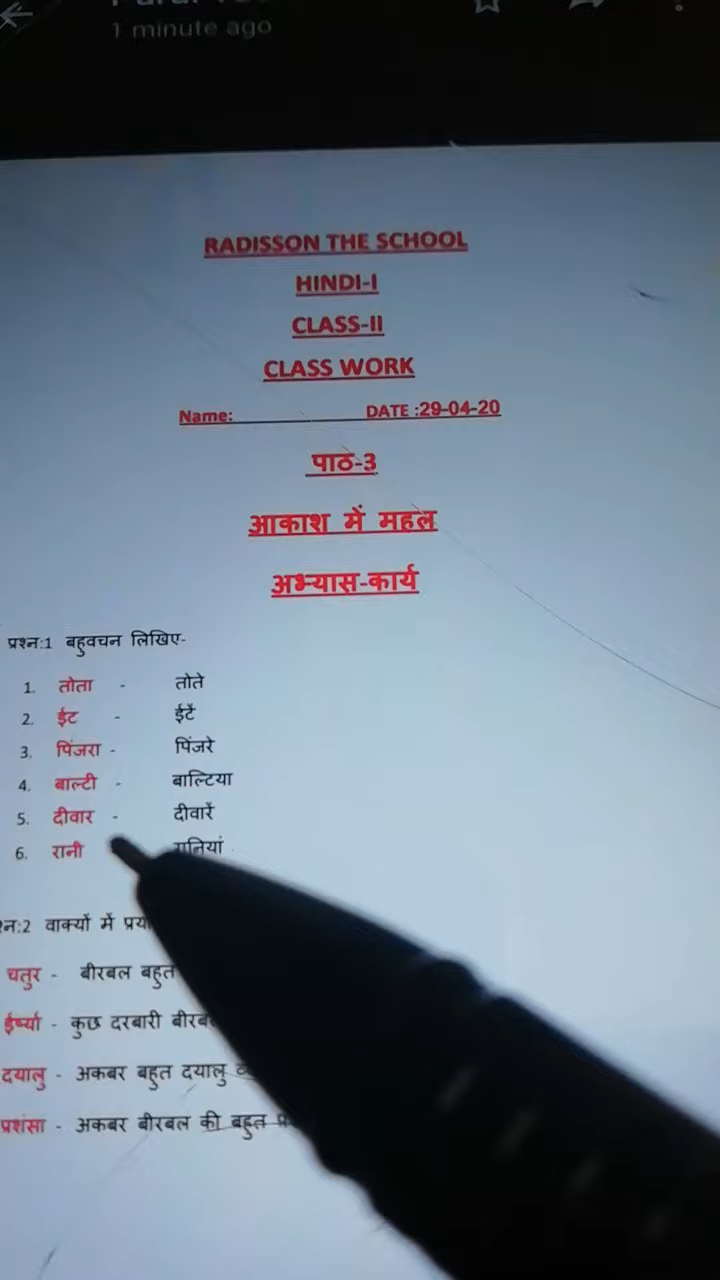 1 minute ago
RADISSON THE SCHOOL
HINDI-I
CLASS-II
CLASS WORK
Name: DATE :29-04-20
पाठ-3
आकाश में महल
अभ्यास-कार्य
प्रश्न:1 बहुवचन लिखिए-
1. तोता - तोते
2. ईट - ईटें
3. पिंजरा - पिंजरे
4. बाल्टी - बाल्टिया
5. दीवार - दीवारें
6. रानी
:2 वाक्यों में
चतुर - बीरबल बहुत
ईर्ष्या - कुछ दरबारी
दयालु - अकबर बहुत दयालु
प्रशंसा - अकबर बीरबल की बहुत